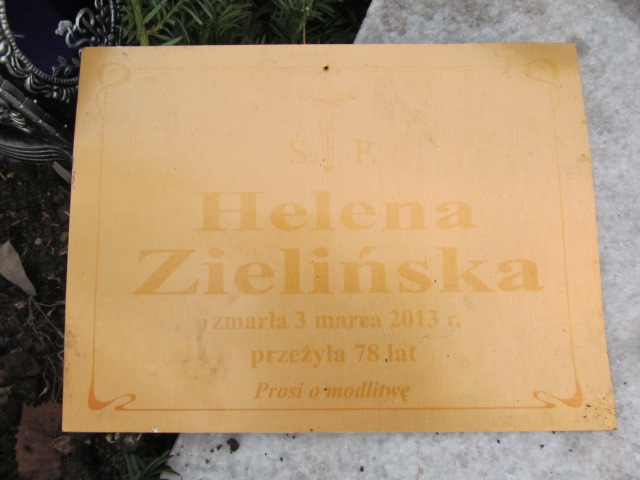 Ś. P.
Helena
Zielińska
zmarła 3 marca 2013 r.
przeżyła 78 lat
Prosi o modlitwę